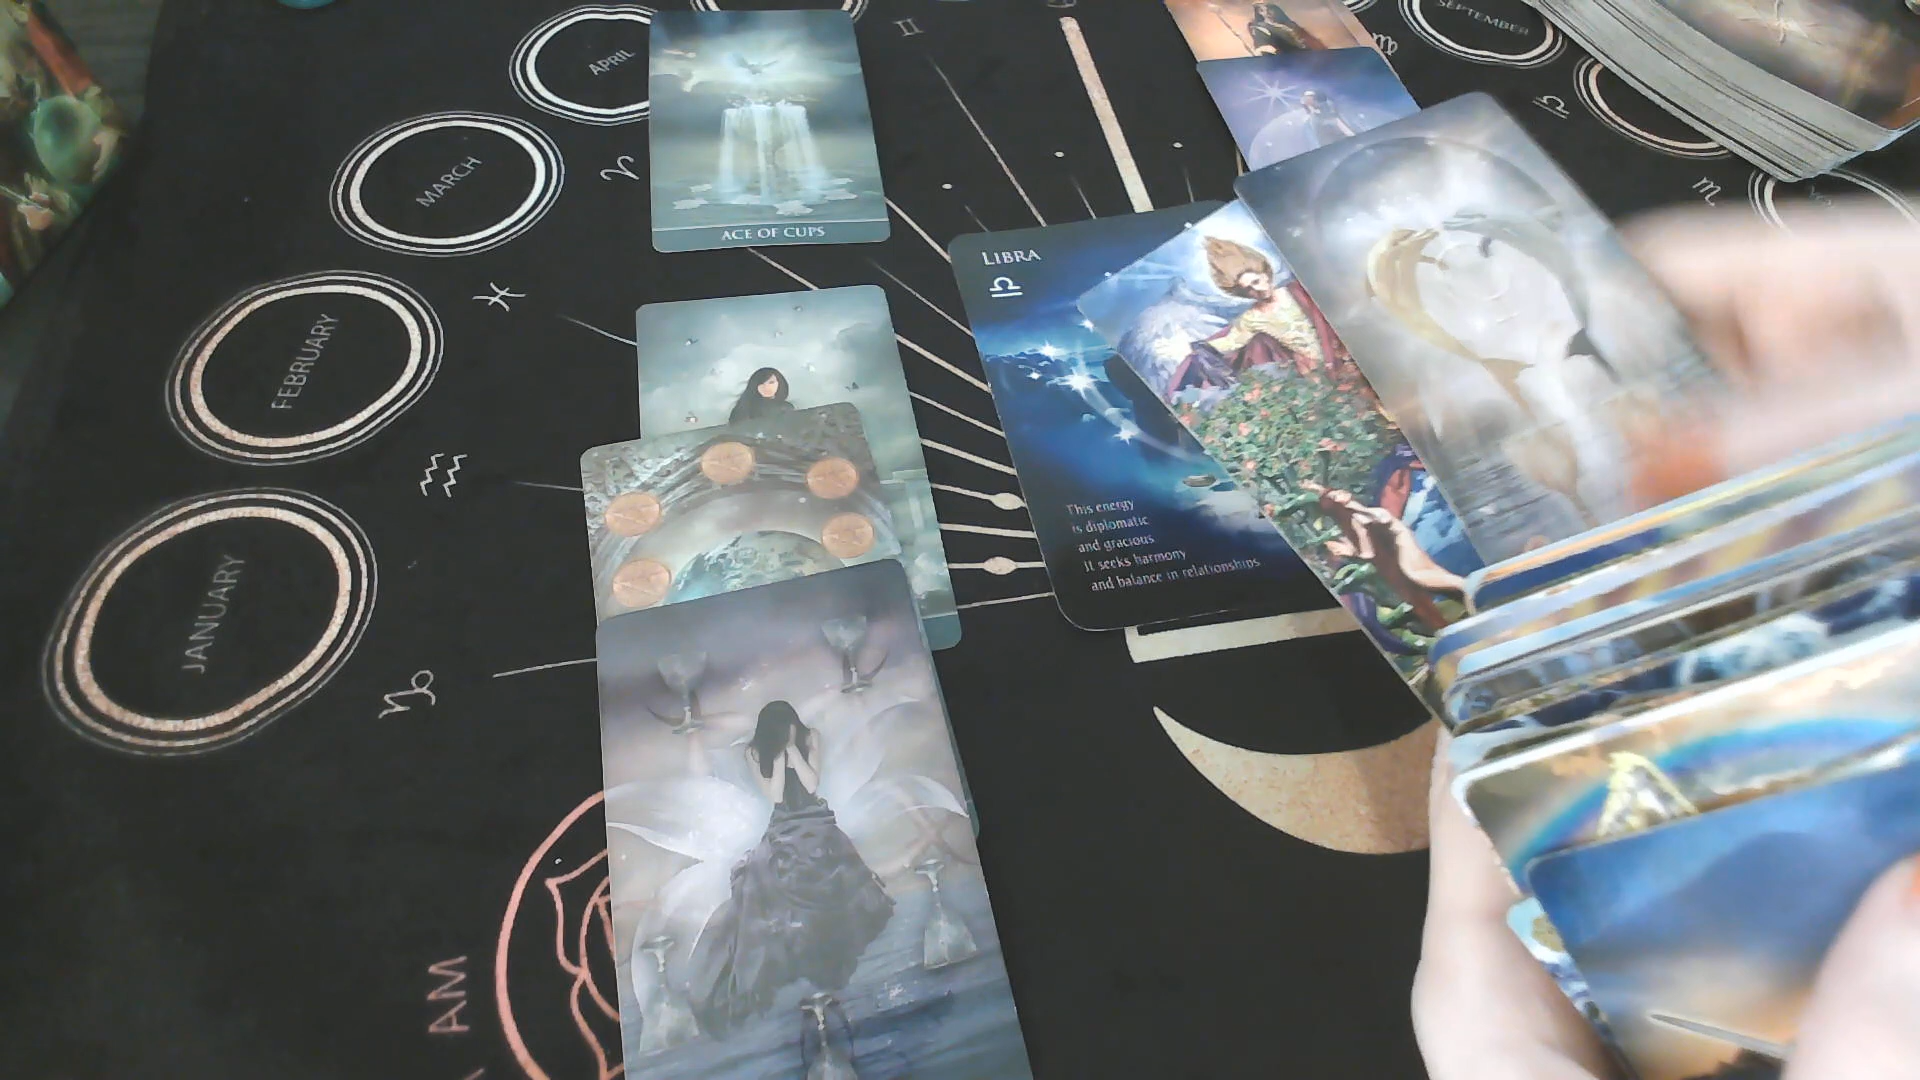 SEPTEMBER
APRIL
MARCH
FEBRUARY
JANUARY
ACE OF CUPS
LIBRA
This energy
is diplomatic
and gracious
It seeks harmony
and balance in relationships
AM